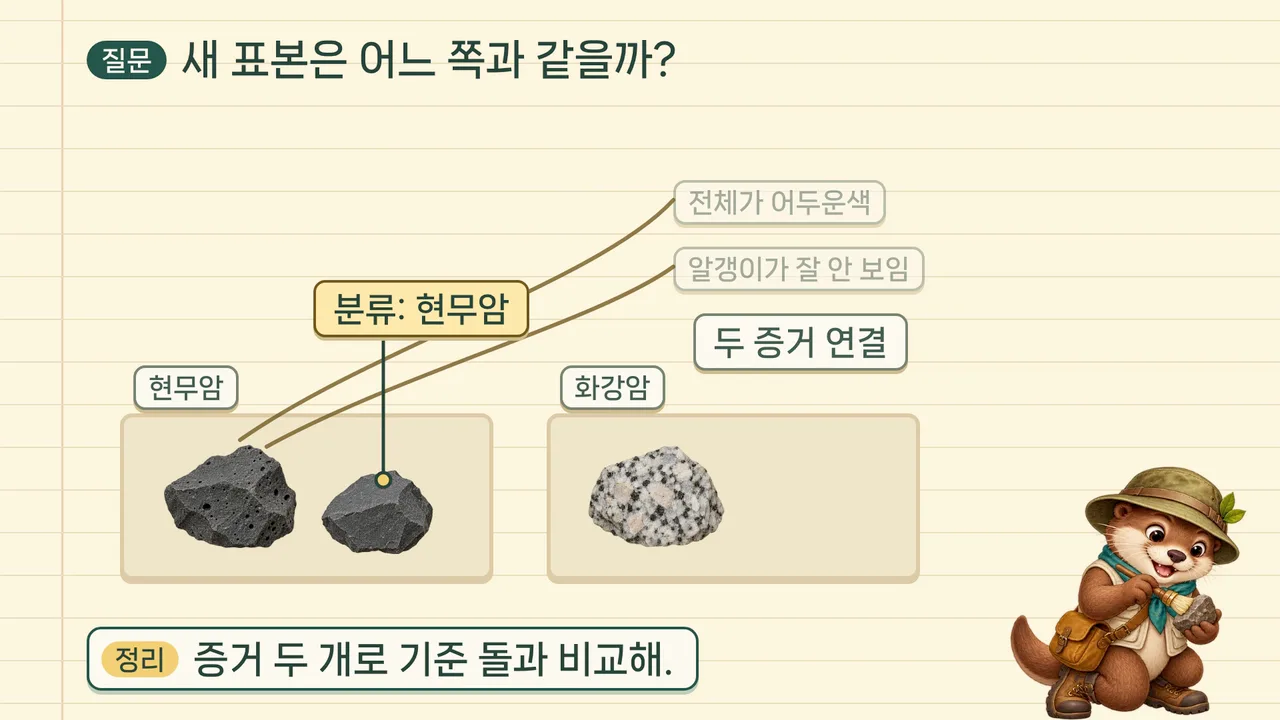 질문 새 표본은 어느 쪽과 같을까?
전체가 어두운색
알갱이가 잘 안 보임
분류: 현무암
두 증거 연결
현무암
화강암
정리 증거 두 개로 기준 돌과 비교해.